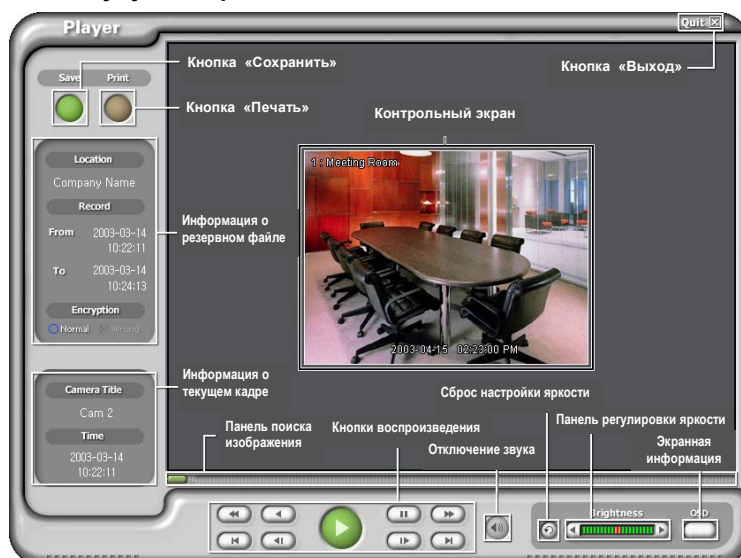 Player
Quit
Save
Print
Кнопка «Сохранить»
Кнопка «Выход»
Кнопка «Печать»
Контрольный экран
1 : Meeting Room
Location
Company Name
Record
From 2003-03-14
10:22:11
To 2003-03-14
10:24:13
Encryption
Normal Wrong
Информация о
резервном файле
2003-04-15 02:23:00 PM
Информация о
текущем кадре
Camera Title
Cam 2
Time
2003-03-14
10:22:11
Сброс настройки яркости
Панель поиска
изображения
Кнопки воспроизведения
Отключение звука
Панель регулировки яркости
Экранная
информация
Brightness
OSD